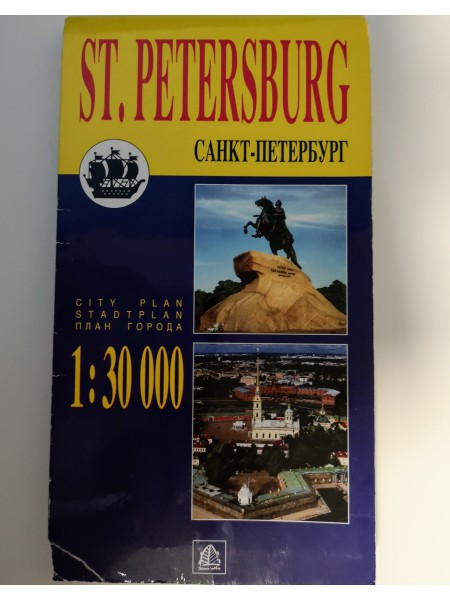 ST. PETERSBURG
САНКТ-ПЕТЕРБУРГ
CITY PLAN
STADTPLAN
ПЛАН ГОРОДА
1:30 000